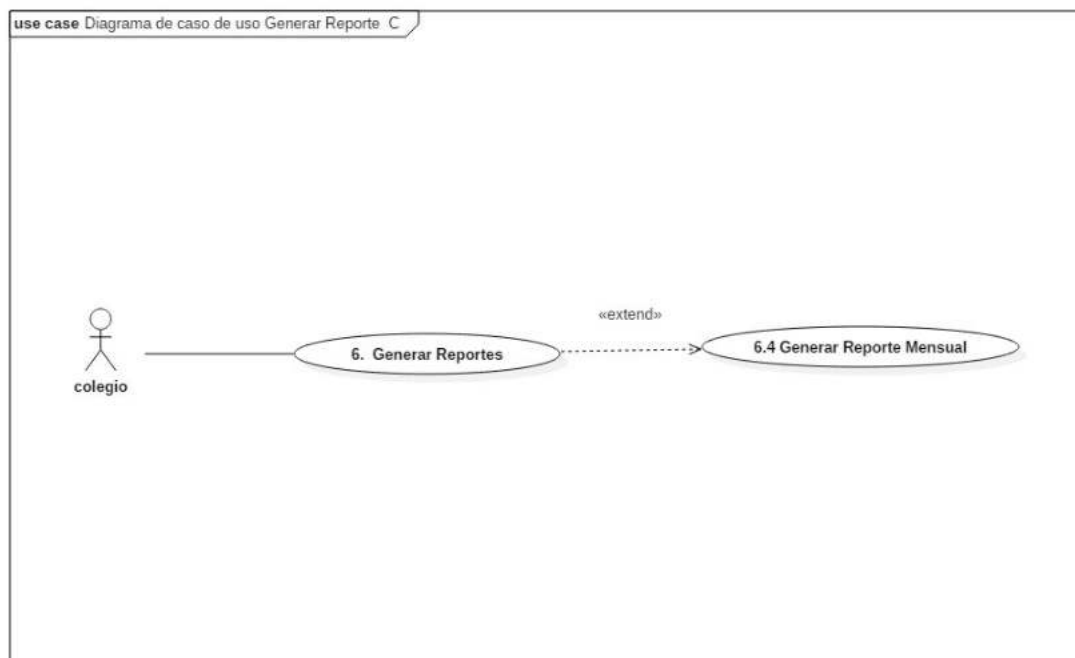 use case Diagrama de caso de uso Generar Reporte C
«extend»
6. Generar Reportes
6.4 Generar Reporte Mensual
colegio